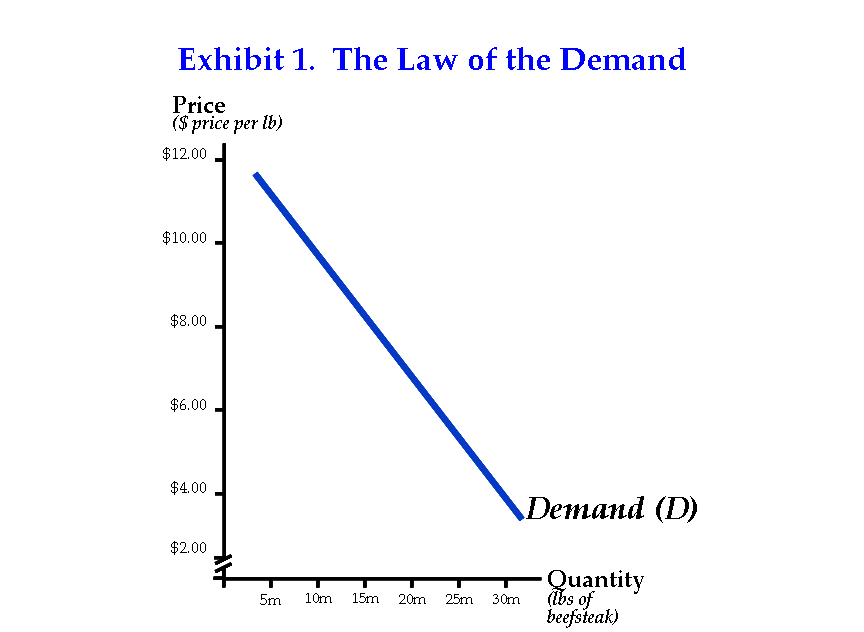 Exhibit 1.  The Law of the Demand
Price
($ price per lb)
$12.00
$10.00
$8.00
$6.00
$4.00
$2.00
Demand (D)
5m
10m
15m
20m
25m
30m
Quantity
(lbs of
beefsteak)